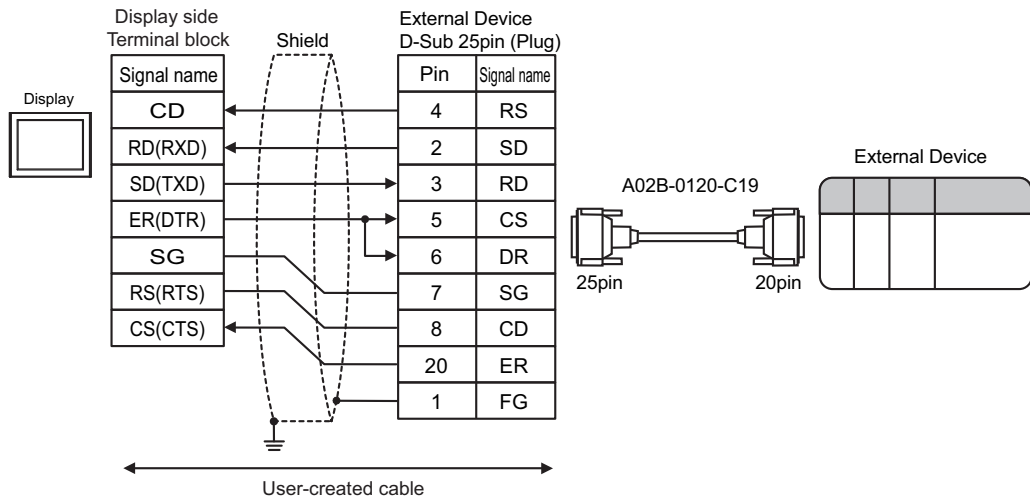 Display side
Terminal block
Shield
External Device
D-Sub 25pin (Plug)
Signal name
Pin
Signal name
Display
CD
4
RS
RD(RXD)
2
SD
SD(TXD)
3
RD
ER(DTR)
5
CS
SG
6
DR
RS(RTS)
7
SG
CS(CTS)
8
CD
20
ER
1
FG
A02B-0120-C19
25pin
20pin
External Device
User-created cable